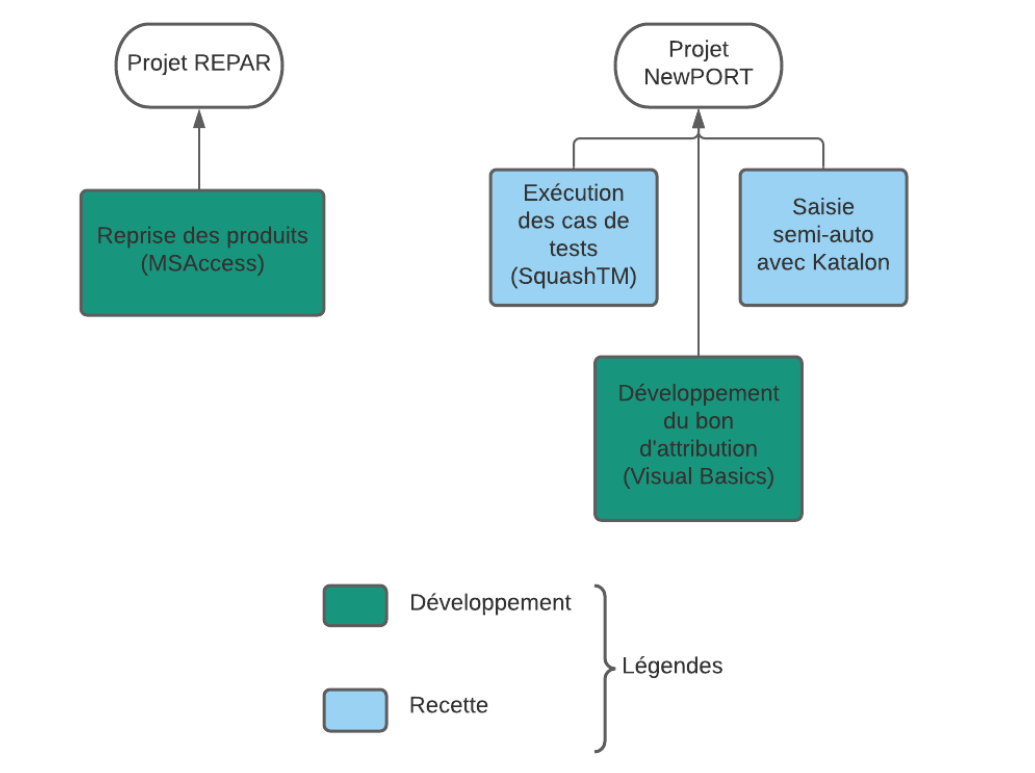 Projet REPAR
Projet
NewPORT
Reprise des produits
(MSAccess)
Exécution
des cas de
tests
(SquashTM)
Saisie
semi-auto
avec Katalon
Développement
du bon
d'attribution
(Visual Basics)
Développement
Légendes
Recette